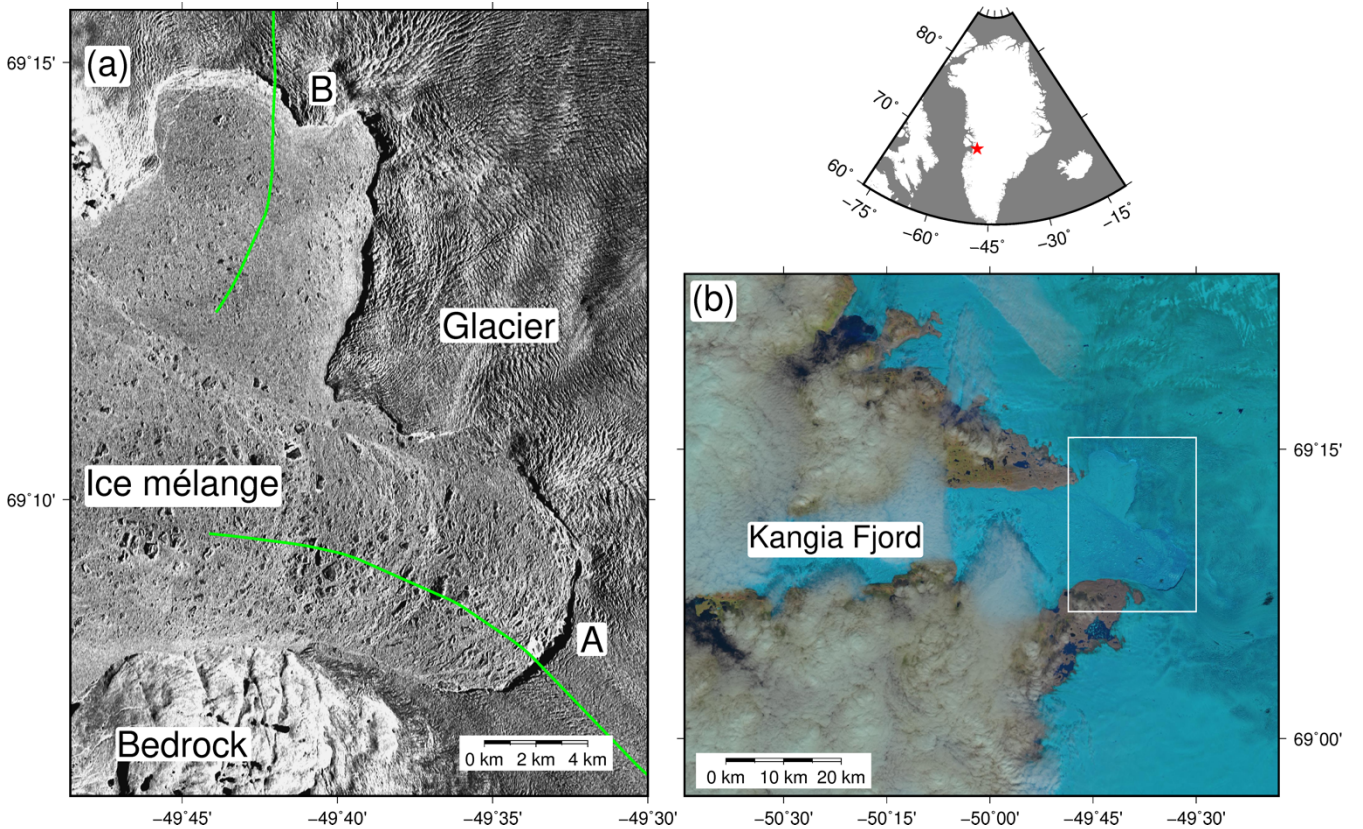 (a)
B
Glacier
Ice mélange
A
Bedrock
0 km 2 km 4 km
69˚15'
69˚10'
−49˚45' −49˚40' −49˚35' −49˚30'
80˚
70˚
60˚
−75˚
−60˚
−45˚
−30˚
−15˚
(b)
Kangia Fjord
0 km 10 km 20 km
69˚15'
69˚00'
−50˚30' −50˚15' −50˚00' −49˚45' −49˚30'